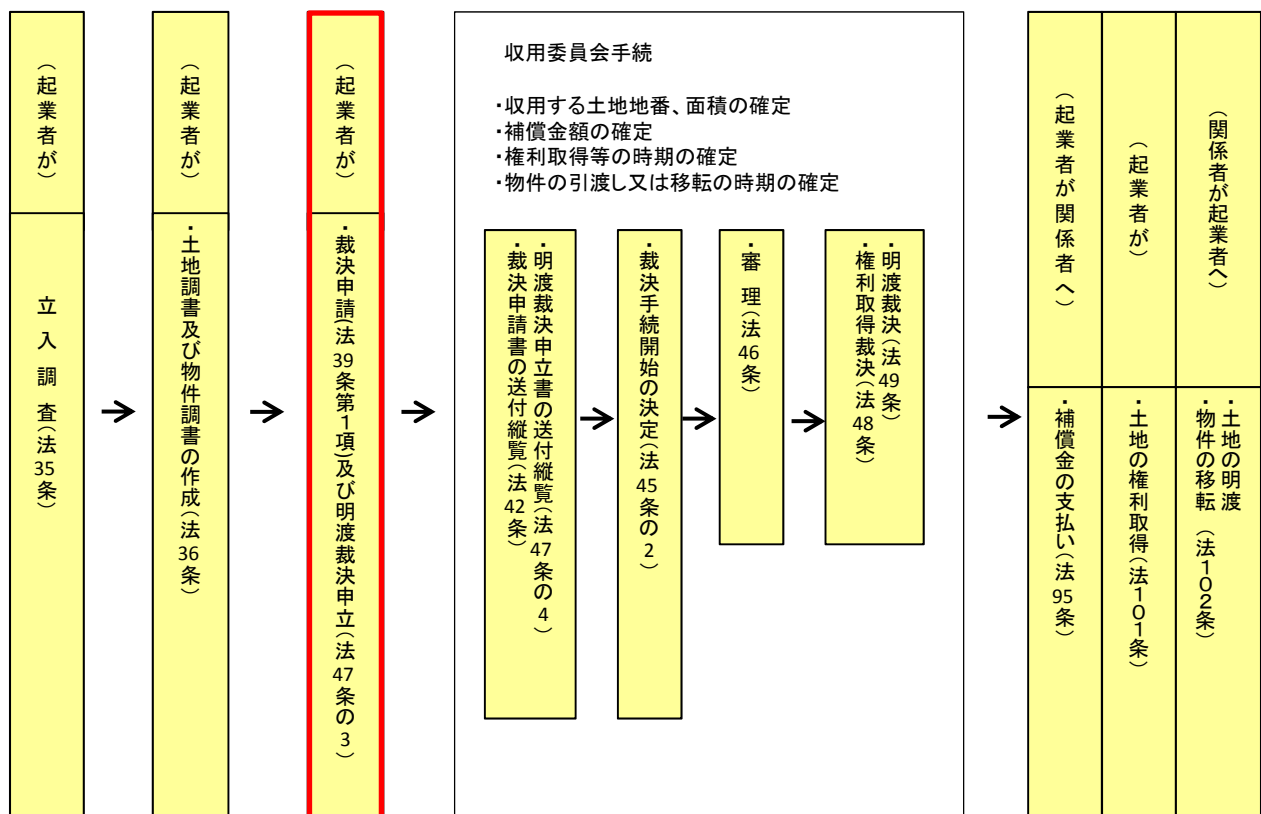 （起業者が）
立入調査（法35条）
（起業者が）
・土地調書及び物件調書の作成（法36条）
（起業者が）
・裁決申請（法39条第１項）及び明渡裁決申立（法47条の３）
収用委員会手続
・収用する土地地番、面積の確定
・補償金額の確定
・権利取得等の時期の確定
・物件の引渡し又は移転の時期の確定
・明渡裁決申立書の送付縦覧（法47条の４）
・裁決申請書の送付縦覧（法42条）
・裁決手続開始の決定（法45条の２）
・審理（法46条）
・明渡裁決（法49条）
・権利取得裁決（法48条）
（起業者が関係者へ）
・補償金の支払い（法95条）
（起業者が）
・土地の権利取得（法１０１条）
（関係者が起業者へ）
・土地の明渡
・物件の移転（法１０２条）